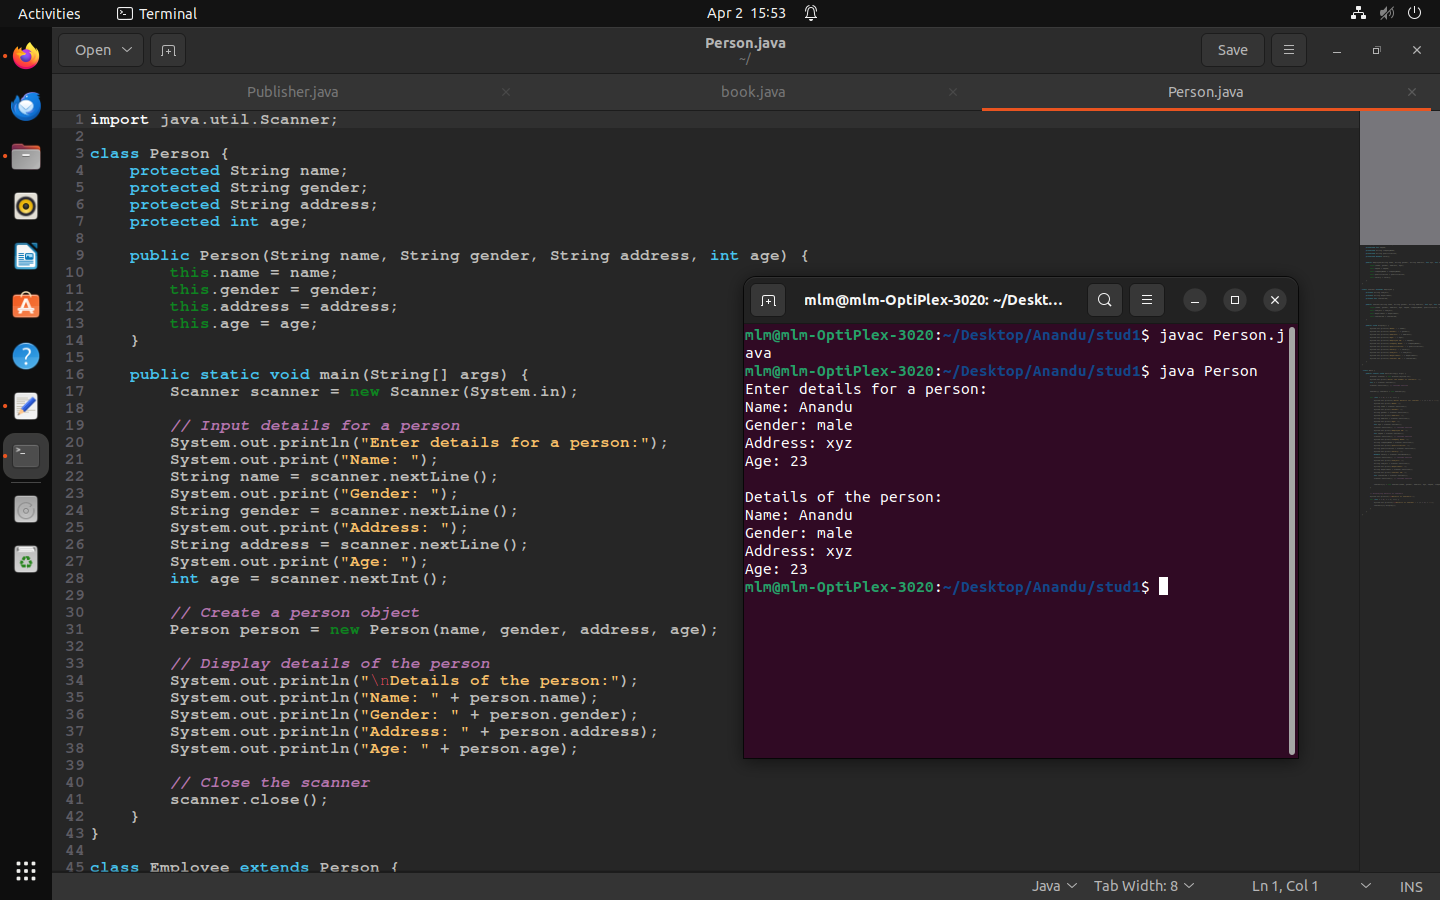 Activities
Terminal
Apr 2 15:53
Open
Person.java
~/
Save
Publisher.java
book.java
Person.java
1 import java.util.Scanner;
2
3 class Person {
4     protected String name;
5     protected String gender;
6     protected String address;
7     protected int age;
8
9     public Person(String name, String gender, String address, int age) {
10         this.name = name;
11         this.gender = gender;
12         this.address = address;
13         this.age = age;
14     }
15
16     public static void main(String[] args) {
17         Scanner scanner = new Scanner(System.in);
18
19         // Input details for a person
20         System.out.println("Enter details for a person:");
21         System.out.print("Name: ");
22         String name = scanner.nextLine();
23         System.out.print("Gender: ");
24         String gender = scanner.nextLine();
25         System.out.print("Address: ");
26         String address = scanner.nextLine();
27         System.out.print("Age: ");
28         int age = scanner.nextInt();
29
30         // Create a person object
31         Person person = new Person(name, gender, address, age);
32
33         // Display details of the person
34         System.out.println("\nDetails of the person:");
35         System.out.println("Name: " + person.name);
36         System.out.println("Gender: " + person.gender);
37         System.out.println("Address: " + person.address);
38         System.out.println("Age: " + person.age);
39
40         // Close the scanner
41         scanner.close();
42     }
43 }
44
45 class Employee extends Person {
mlm@mlm-OptiPlex-3020: ~/Deskt...
mlm@mlm-OptiPlex-3020:~/Desktop/Anandu/stud1$ javac Person.j
ava
mlm@mlm-OptiPlex-3020:~/Desktop/Anandu/stud1$ java Person
Enter details for a person:
Name: Anandu
Gender: male
Address: xyz
Age: 23

Details of the person:
Name: Anandu
Gender: male
Address: xyz
Age: 23
mlm@mlm-OptiPlex-3020:~/Desktop/Anandu/stud1$
Java
Tab Width: 8
Ln 1, Col 1
INS